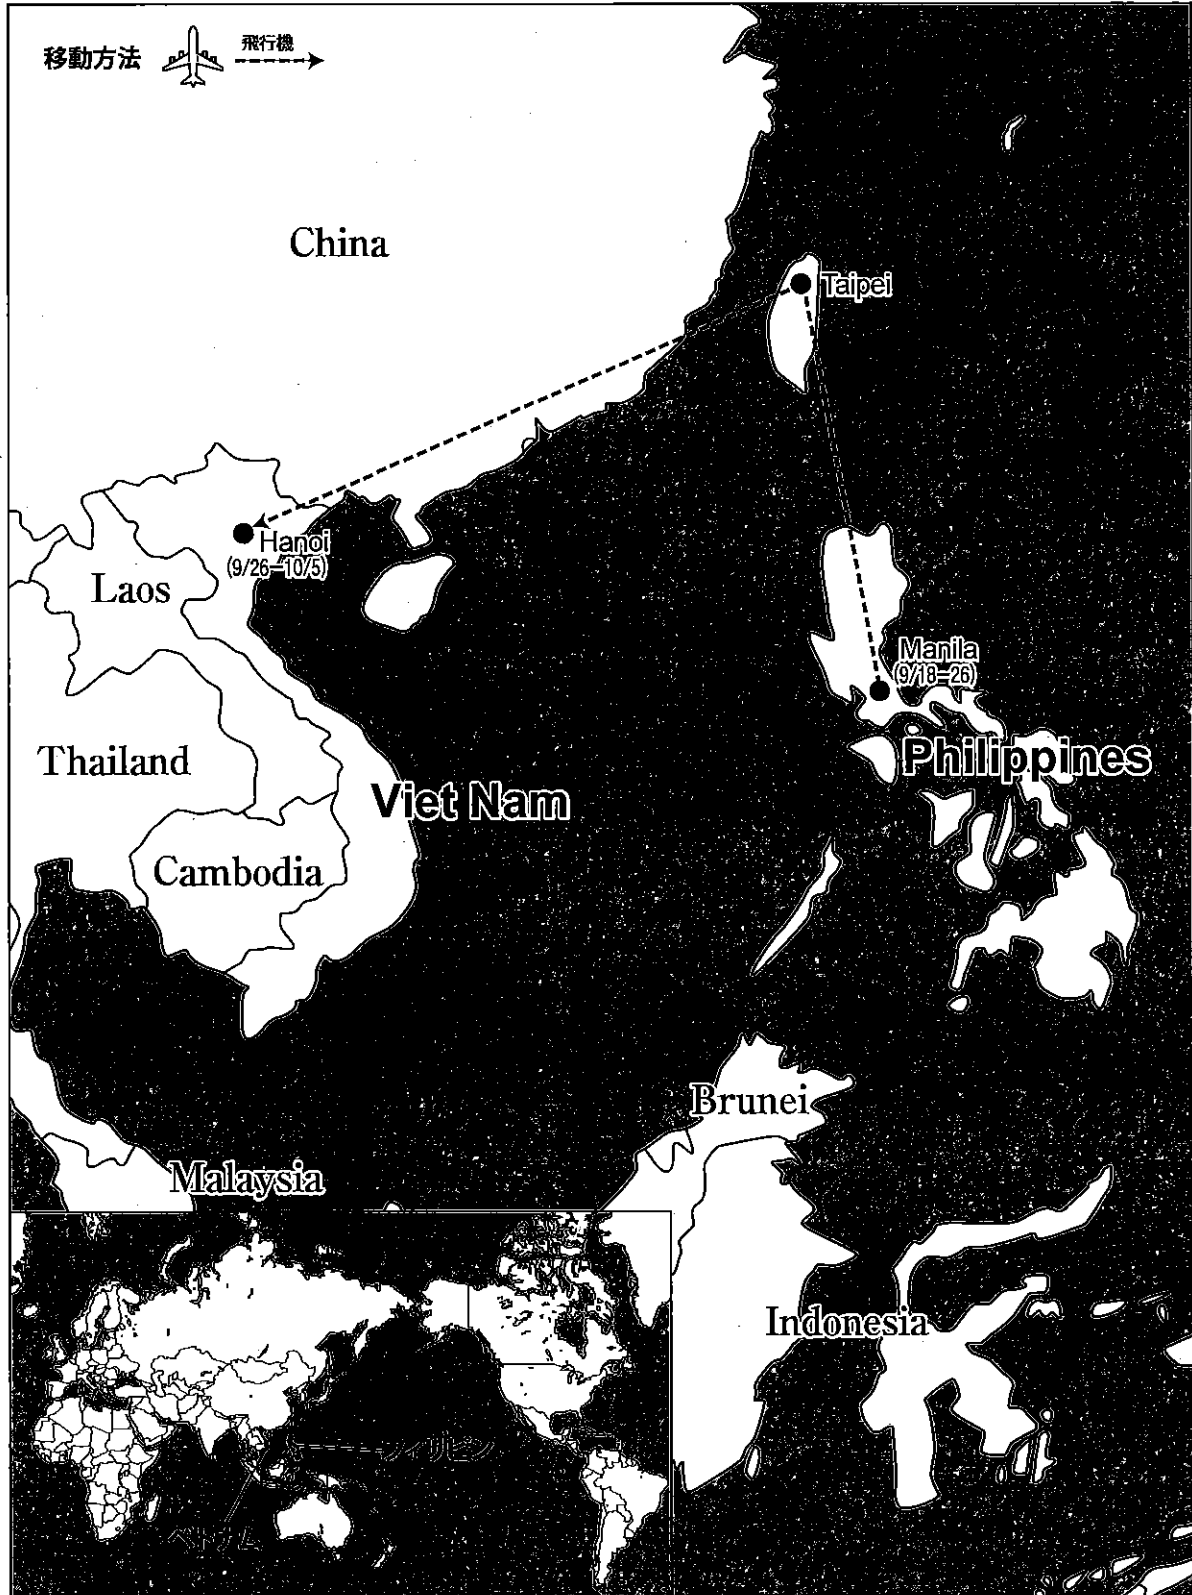 移動方法
飛行機
China
Taipei
Hanoi
(9/26-10/5)
Laos
Manila
(9/18-26)
Thailand
Philippines
Viet Nam
Cambodia
Brunei
Malaysia
Indonesia
フィリピン
ベトナム